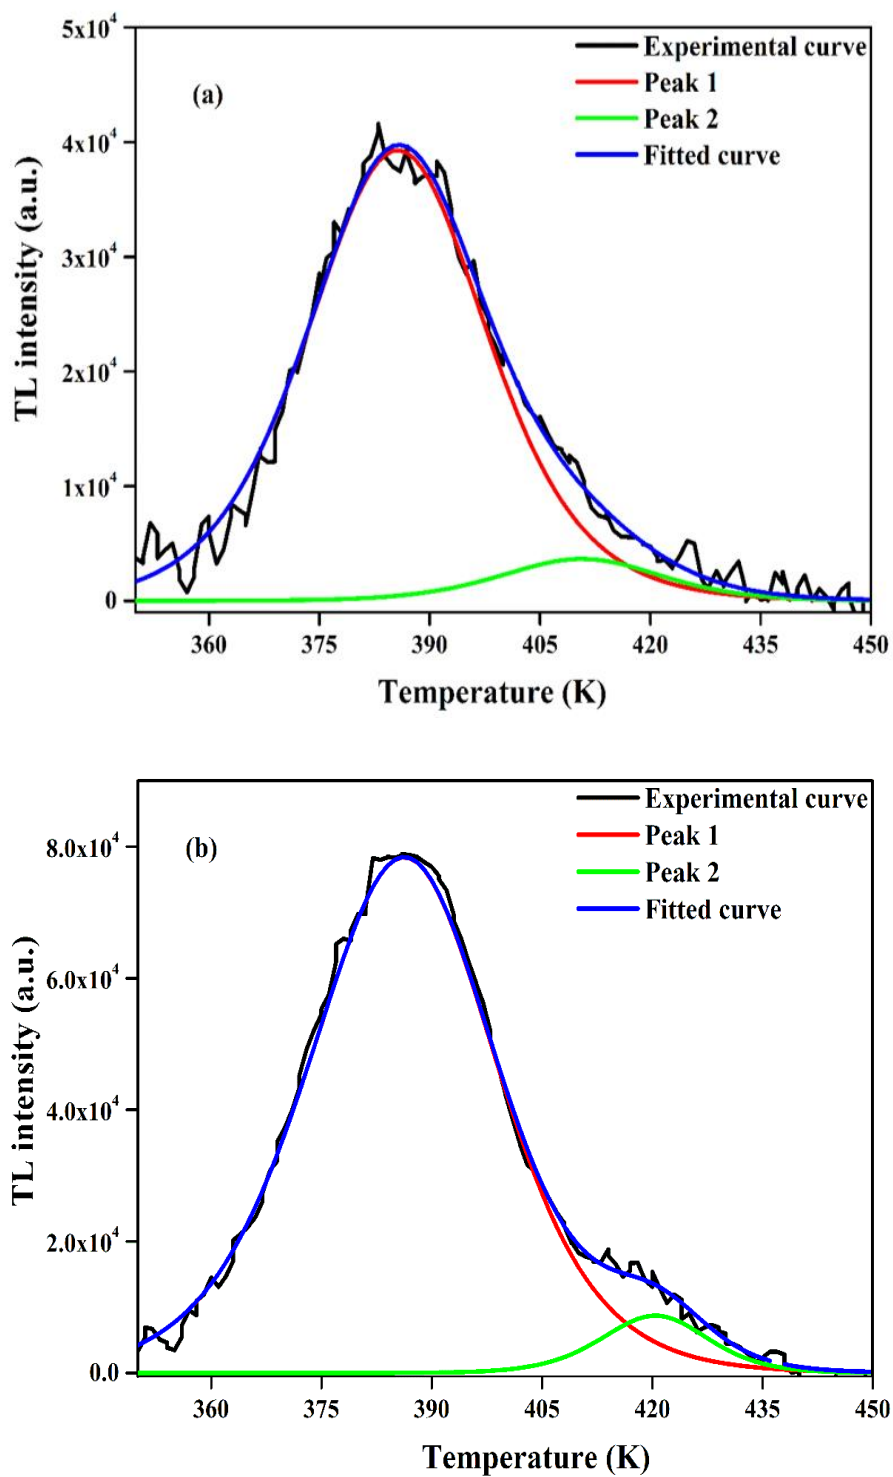 5x10⁴
4x10⁴
3x10⁴
2x10⁴
1x10⁴
0
TL intensity (a.u.)
(a)
Experimental curve
Peak 1
Peak 2
Fitted curve
360 375 390 405 420 435 450
Temperature (K)
8.0x10⁴
6.0x10⁴
4.0x10⁴
2.0x10⁴
0.0
TL intensity (a.u.)
(b)
Experimental curve
Peak 1
Peak 2
Fitted curve
360 375 390 405 420 435 450
Temperature (K)